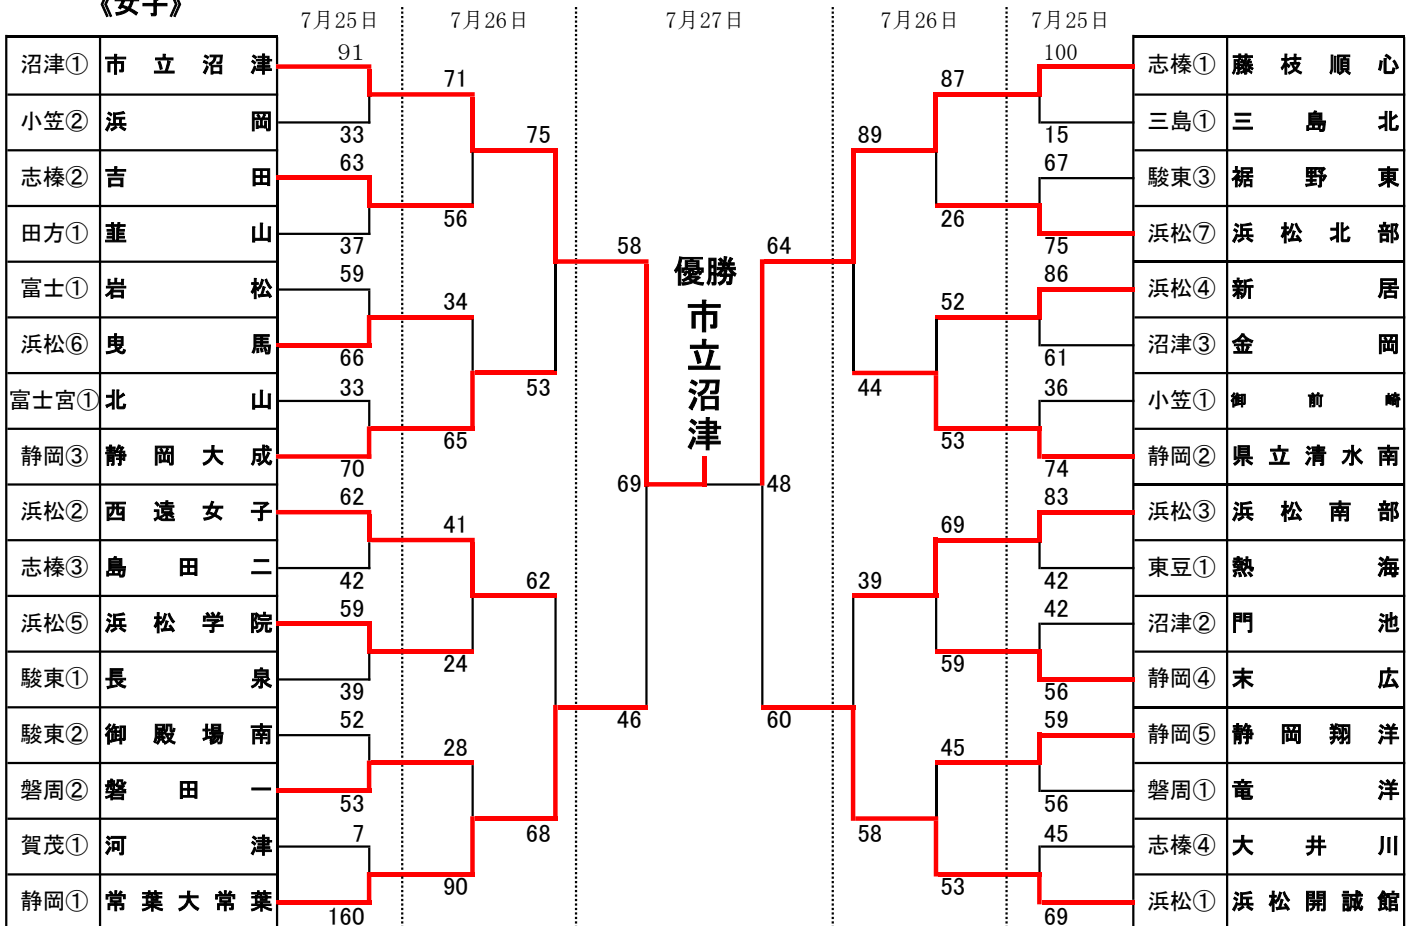 《女子》
7月25日 7月26日 7月27日 7月26日 7月25日
沼津① 市立沼津 91
小笠② 浜岡 33
志榛② 吉田 63
田方① 韮山 37
富士① 岩松 59
浜松⑥ 曳馬 66
富士宮① 北山 33
静岡③ 静岡大成 70
浜松② 西遠女子 62
志榛③ 島田二 42
浜松⑤ 浜松学院 59
駿東① 長泉 39
駿東② 御殿場南 52
磐周② 磐田一 53
賀茂① 河津 7
静岡① 常葉大常葉 160
71
56
34
65
41
24
28
90
75
53
62
68
58
46
69
優勝
市立沼津
48
64
60
89
44
39
58
87
26
52
53
69
59
45
53
100 志榛① 藤枝順心
15 三島① 三島北
67 駿東③ 裾野東
75 浜松⑦ 浜松北部
86 浜松④ 新居
61 沼津③ 金岡
36 小笠① 御前崎
74 静岡② 県立清水南
83 浜松③ 浜松南部
42 東豆① 熱海
42 沼津② 門池
56 静岡④ 末広
59 静岡⑤ 静岡翔洋
56 磐周① 竜洋
45 志榛④ 大井川
69 浜松① 浜松開誠館